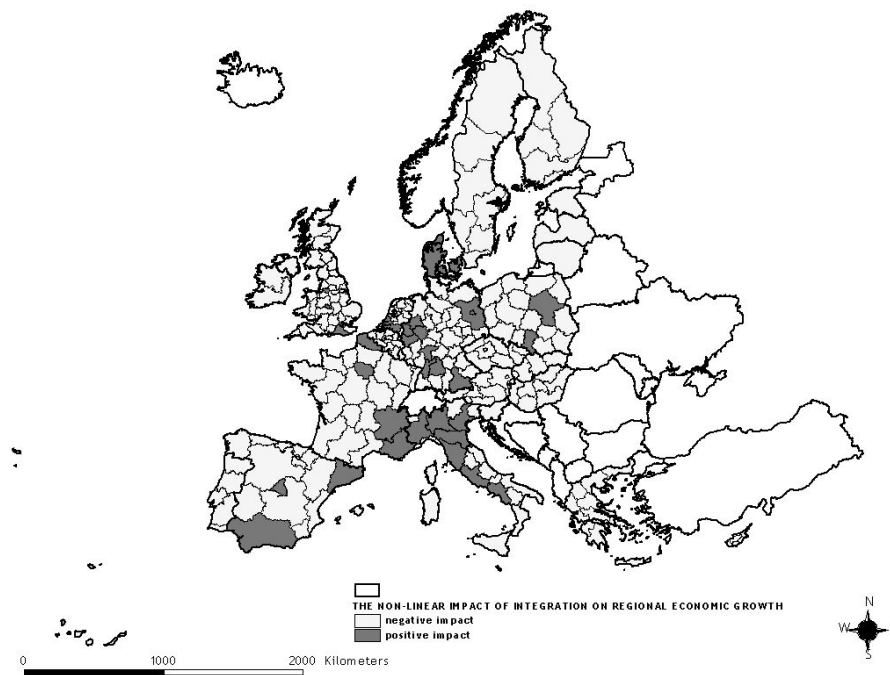 THE NON-LINEAR IMPACT OF INTEGRATION ON REGIONAL ECONOMIC GROWTH
negative impact
positive impact
N
W E
S
0 1000 2000 Kilometers